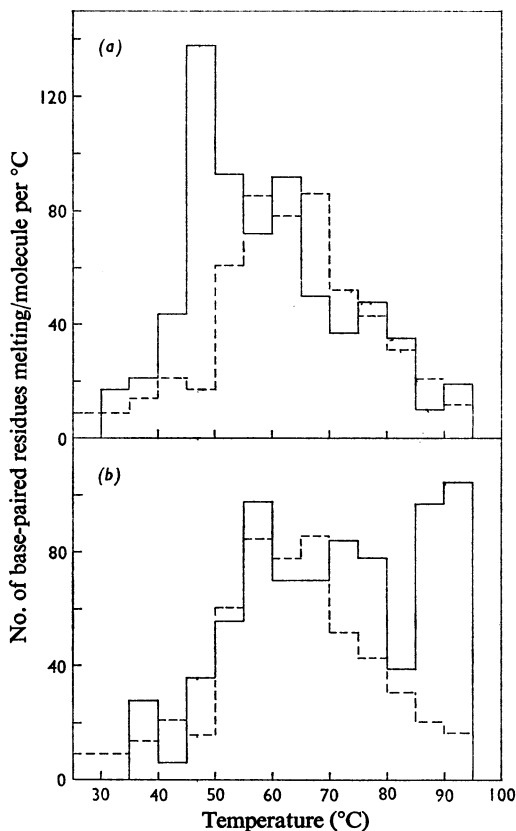 (a)
120
80
40
0
(b)
80
40
0
30 40 50 60 70 80 90 100
Temperature (°C)
No. of base-paired residues melting/molecule per °C